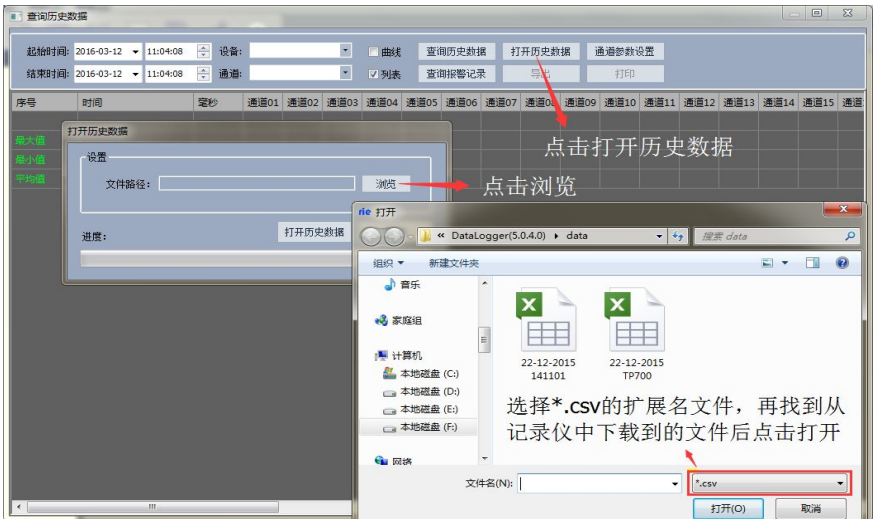 查询历史数据
起始时间: 2016-03-12 11:04:08 设备: 曲线 查询历史数据 打开历史数据 通道参数设置
结束时间: 2016-03-12 11:04:08 通道: 列表 查询报警记录 导出 打印
序号 时间 毫秒 通道01 通道02 通道03 通道04 通道05 通道06 通道07 通道08 通道09 通道10 通道11 通道12 通道13 通道14 通道15 通道
最大值
最小值
平均值
点击打开历史数据
打开历史数据
设置
文件路径: 浏览
点击浏览
进度: 打开历史数据
打开
« DataLogger(5.0.4.0) data 搜索 data
组织 新建文件夹
音乐
家庭组
计算机
本地磁盘 (C:)
本地磁盘 (D:)
本地磁盘 (E:)
本地磁盘 (F:)
网络
22-12-2015
141101
22-12-2015
TP700
选择*.csv的扩展名文件，再找到从
记录仪中下载到的文件后点击打开
文件名(N): *.csv
打开(O) 取消